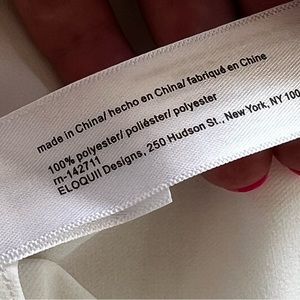 made in China/ hecho en China/ fabriqué en Chine
100% polyester/ poliéster/ polyester
rn-142711
ELOQUII Designs, 250 Hudson St., New York, NY 100